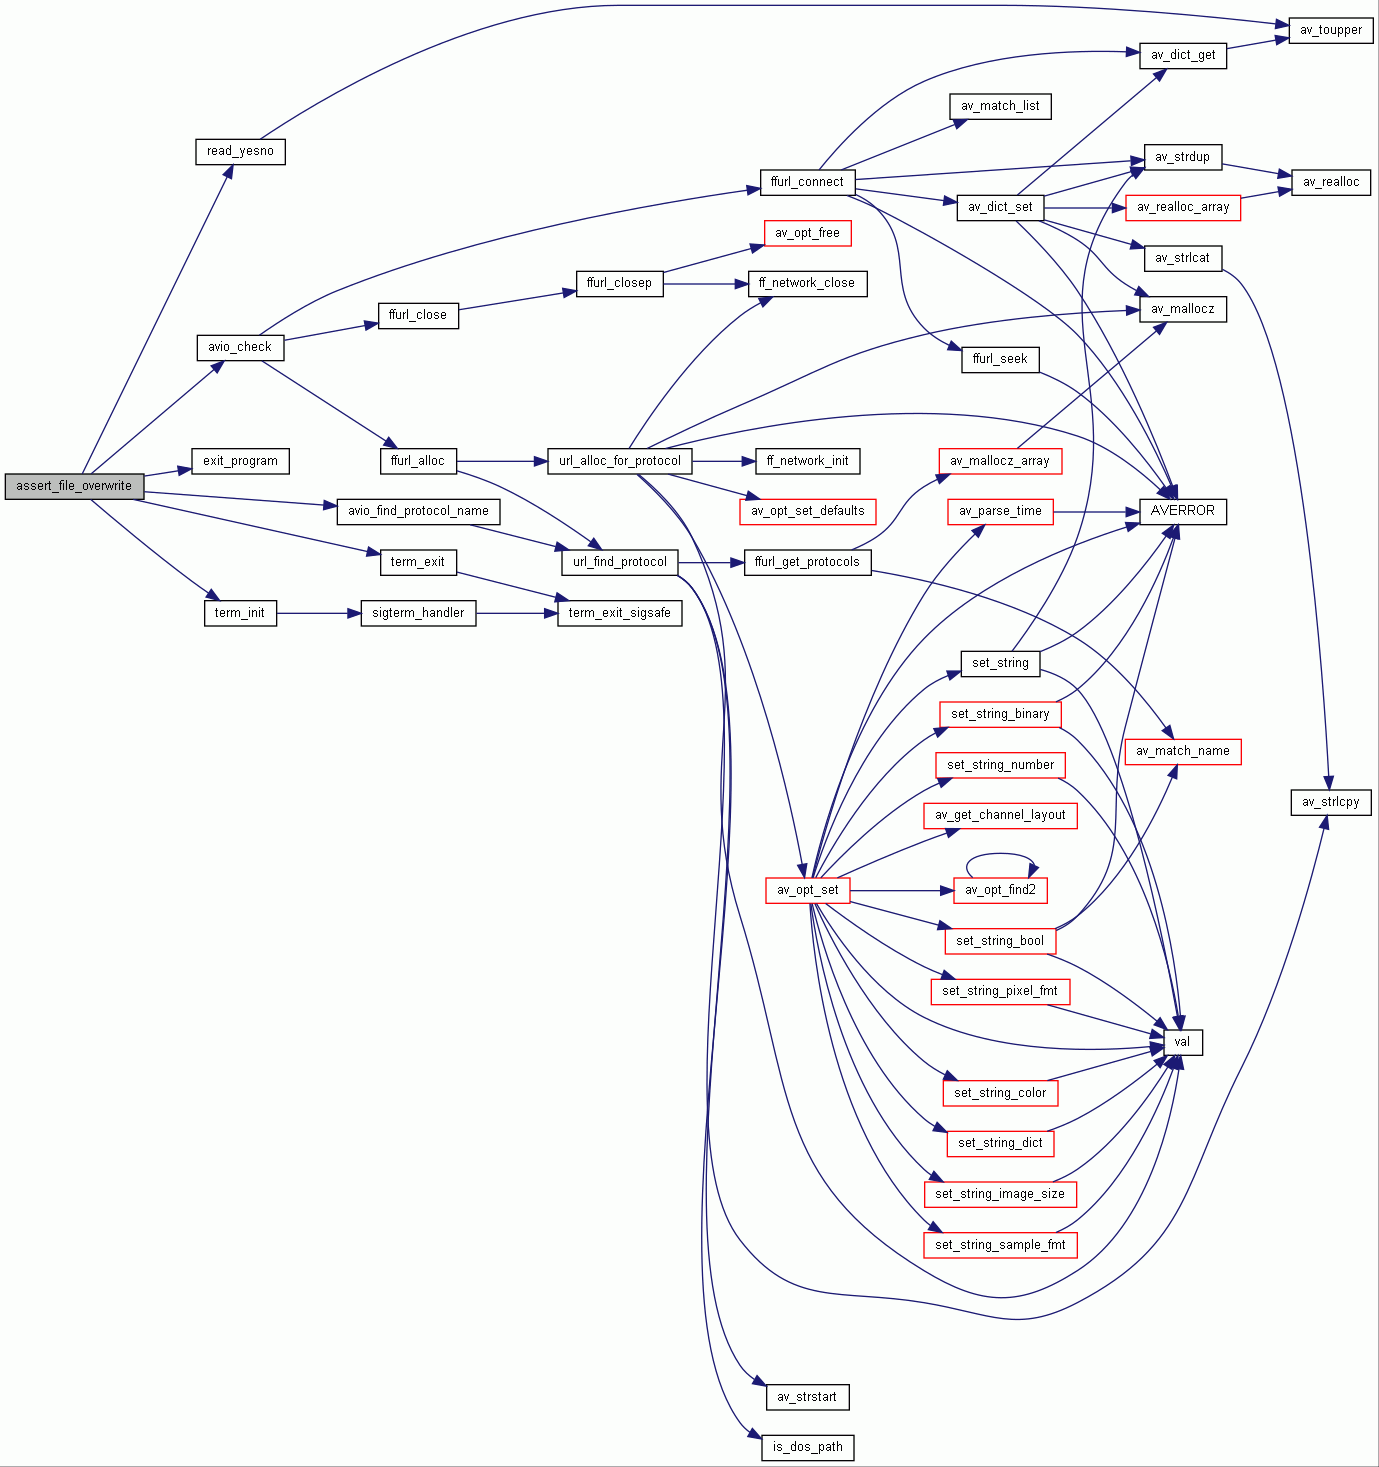 av_toupper
av_dict_get
av_match_list
read_yesno
av_strdup
ffurl_connect
av_realloc
av_dict_set
av_realloc_array
av_opt_free
av_strlcat
ffurl_closep
ff_network_close
ffurl_close
av_mallocz
avio_check
ffurl_seek
exit_program
ffurl_alloc
url_alloc_for_protocol
ff_network_init
av_mallocz_array
assert_file_overwrite
avio_find_protocol_name
av_opt_set_defaults
av_parse_time
AVERROR
term_exit
url_find_protocol
ffurl_get_protocols
term_init
sigterm_handler
term_exit_sigsafe
set_string
set_string_binary
av_match_name
set_string_number
av_strlcpy
av_get_channel_layout
av_opt_set
av_opt_find2
set_string_bool
set_string_pixel_fmt
val
set_string_color
set_string_dict
set_string_image_size
set_string_sample_fmt
av_strstart
is_dos_path